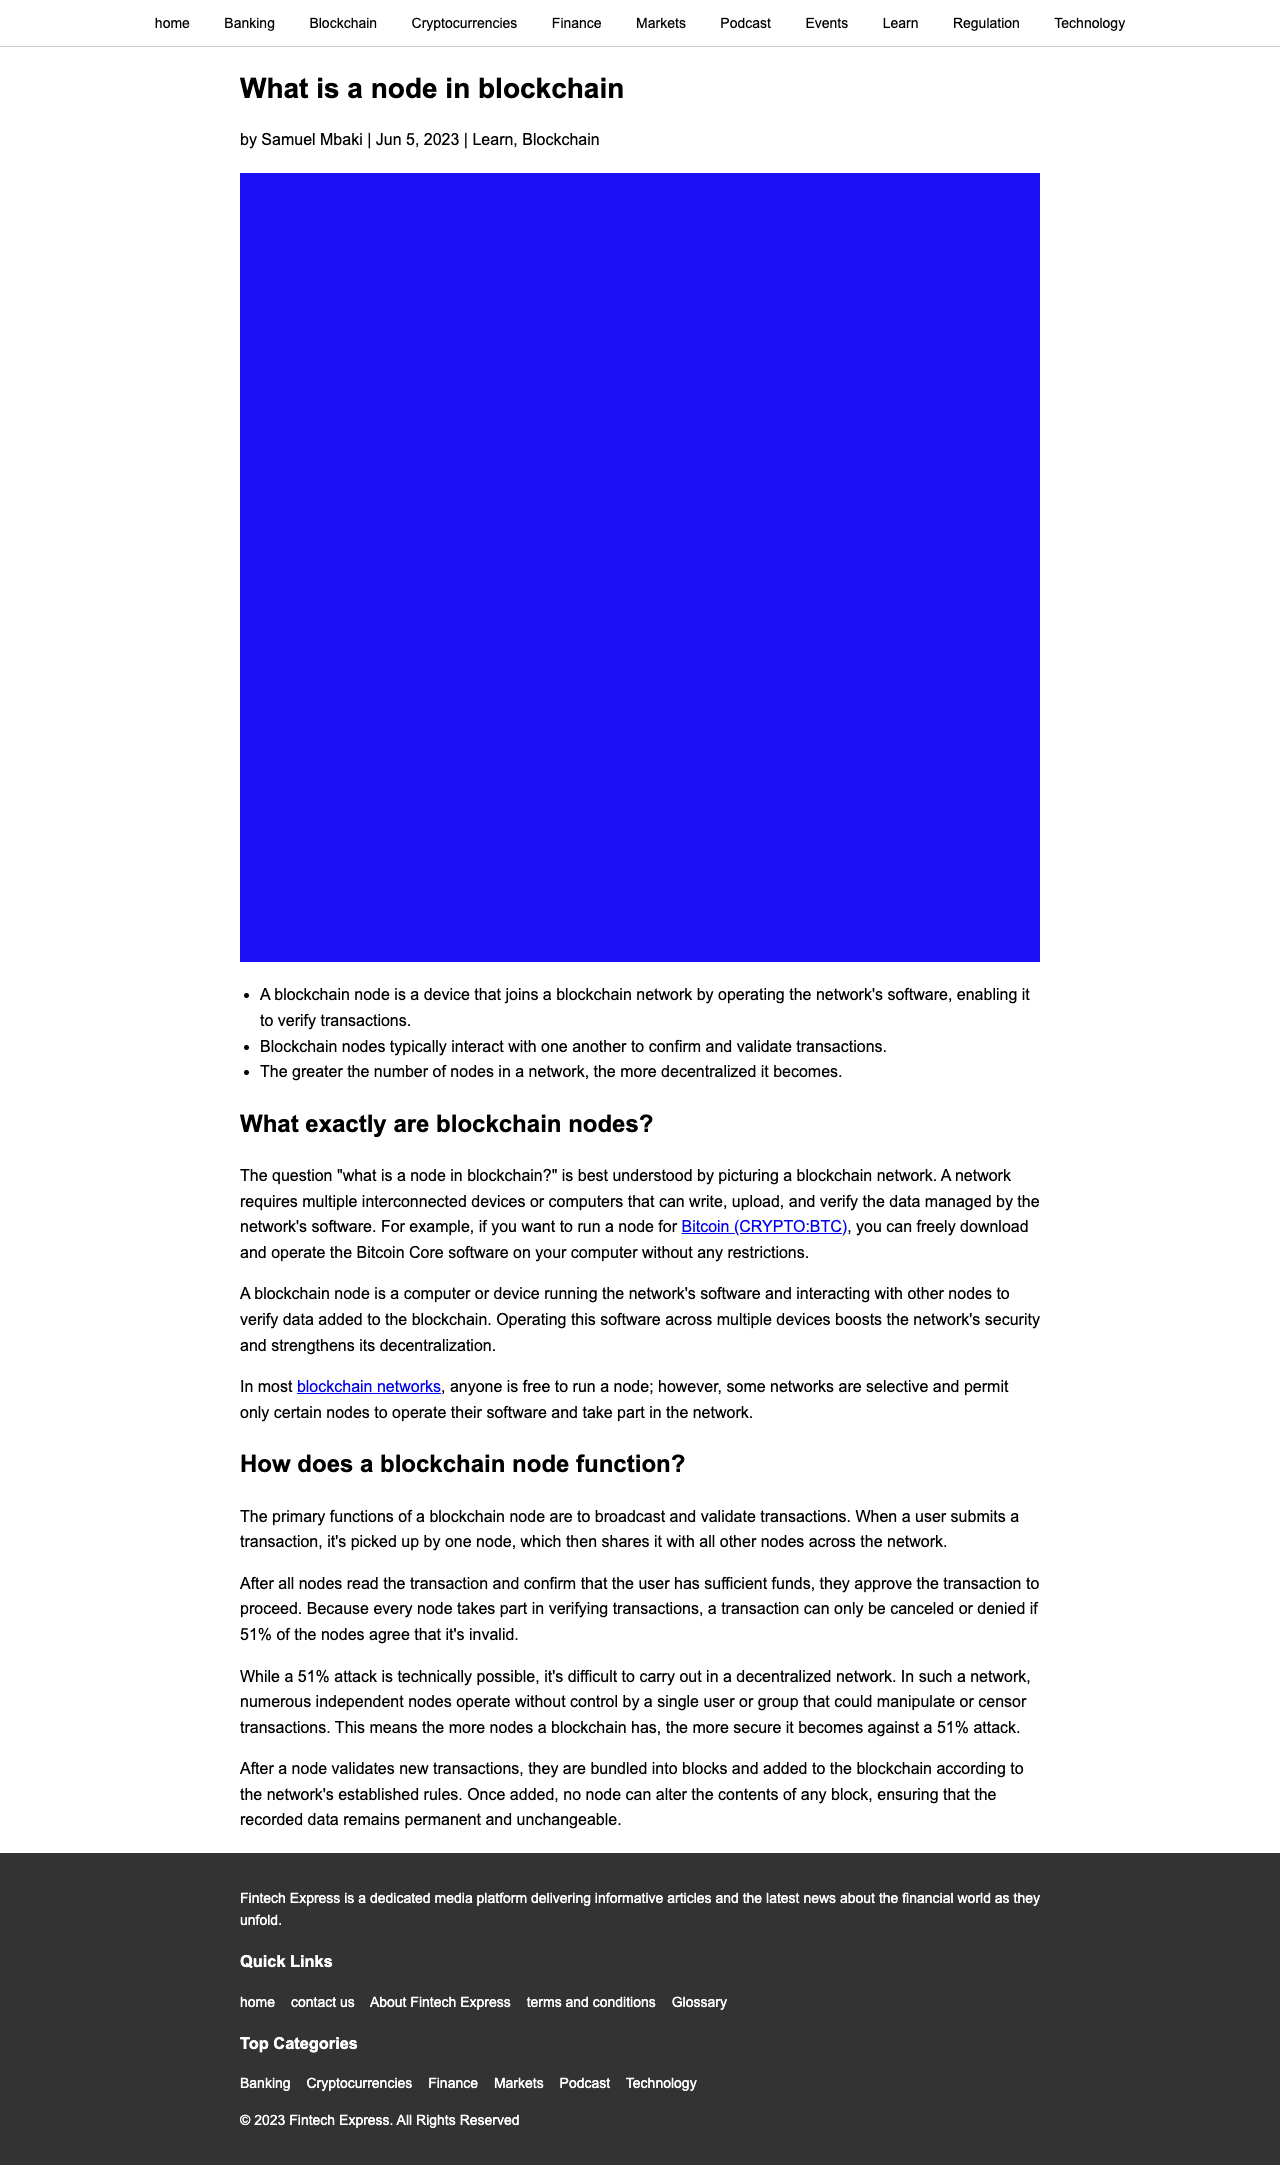 home Banking Blockchain Cryptocurrencies Finance Markets Podcast Events Learn Regulation Technology
What is a node in blockchain
by Samuel Mbaki | Jun 5, 2023 | Learn, Blockchain
• A blockchain node is a device that joins a blockchain network by operating the network's software, enabling it
to verify transactions.
• Blockchain nodes typically interact with one another to confirm and validate transactions.
• The greater the number of nodes in a network, the more decentralized it becomes.
What exactly are blockchain nodes?
The question "what is a node in blockchain?" is best understood by picturing a blockchain network. A network
requires multiple interconnected devices or computers that can write, upload, and verify the data managed by the
network's software. For example, if you want to run a node for Bitcoin (CRYPTO:BTC), you can freely download
and operate the Bitcoin Core software on your computer without any restrictions.
A blockchain node is a computer or device running the network's software and interacting with other nodes to
verify data added to the blockchain. Operating this software across multiple devices boosts the network's security
and strengthens its decentralization.
In most blockchain networks, anyone is free to run a node; however, some networks are selective and permit
only certain nodes to operate their software and take part in the network.
How does a blockchain node function?
The primary functions of a blockchain node are to broadcast and validate transactions. When a user submits a
transaction, it's picked up by one node, which then shares it with all other nodes across the network.
After all nodes read the transaction and confirm that the user has sufficient funds, they approve the transaction to
proceed. Because every node takes part in verifying transactions, a transaction can only be canceled or denied if
51% of the nodes agree that it's invalid.
While a 51% attack is technically possible, it's difficult to carry out in a decentralized network. In such a network,
numerous independent nodes operate without control by a single user or group that could manipulate or censor
transactions. This means the more nodes a blockchain has, the more secure it becomes against a 51% attack.
After a node validates new transactions, they are bundled into blocks and added to the blockchain according to
the network's established rules. Once added, no node can alter the contents of any block, ensuring that the
recorded data remains permanent and unchangeable.
Fintech Express is a dedicated media platform delivering informative articles and the latest news about the financial world as they
unfold.
Quick Links
home contact us About Fintech Express terms and conditions Glossary
Top Categories
Banking Cryptocurrencies Finance Markets Podcast Technology
© 2023 Fintech Express. All Rights Reserved